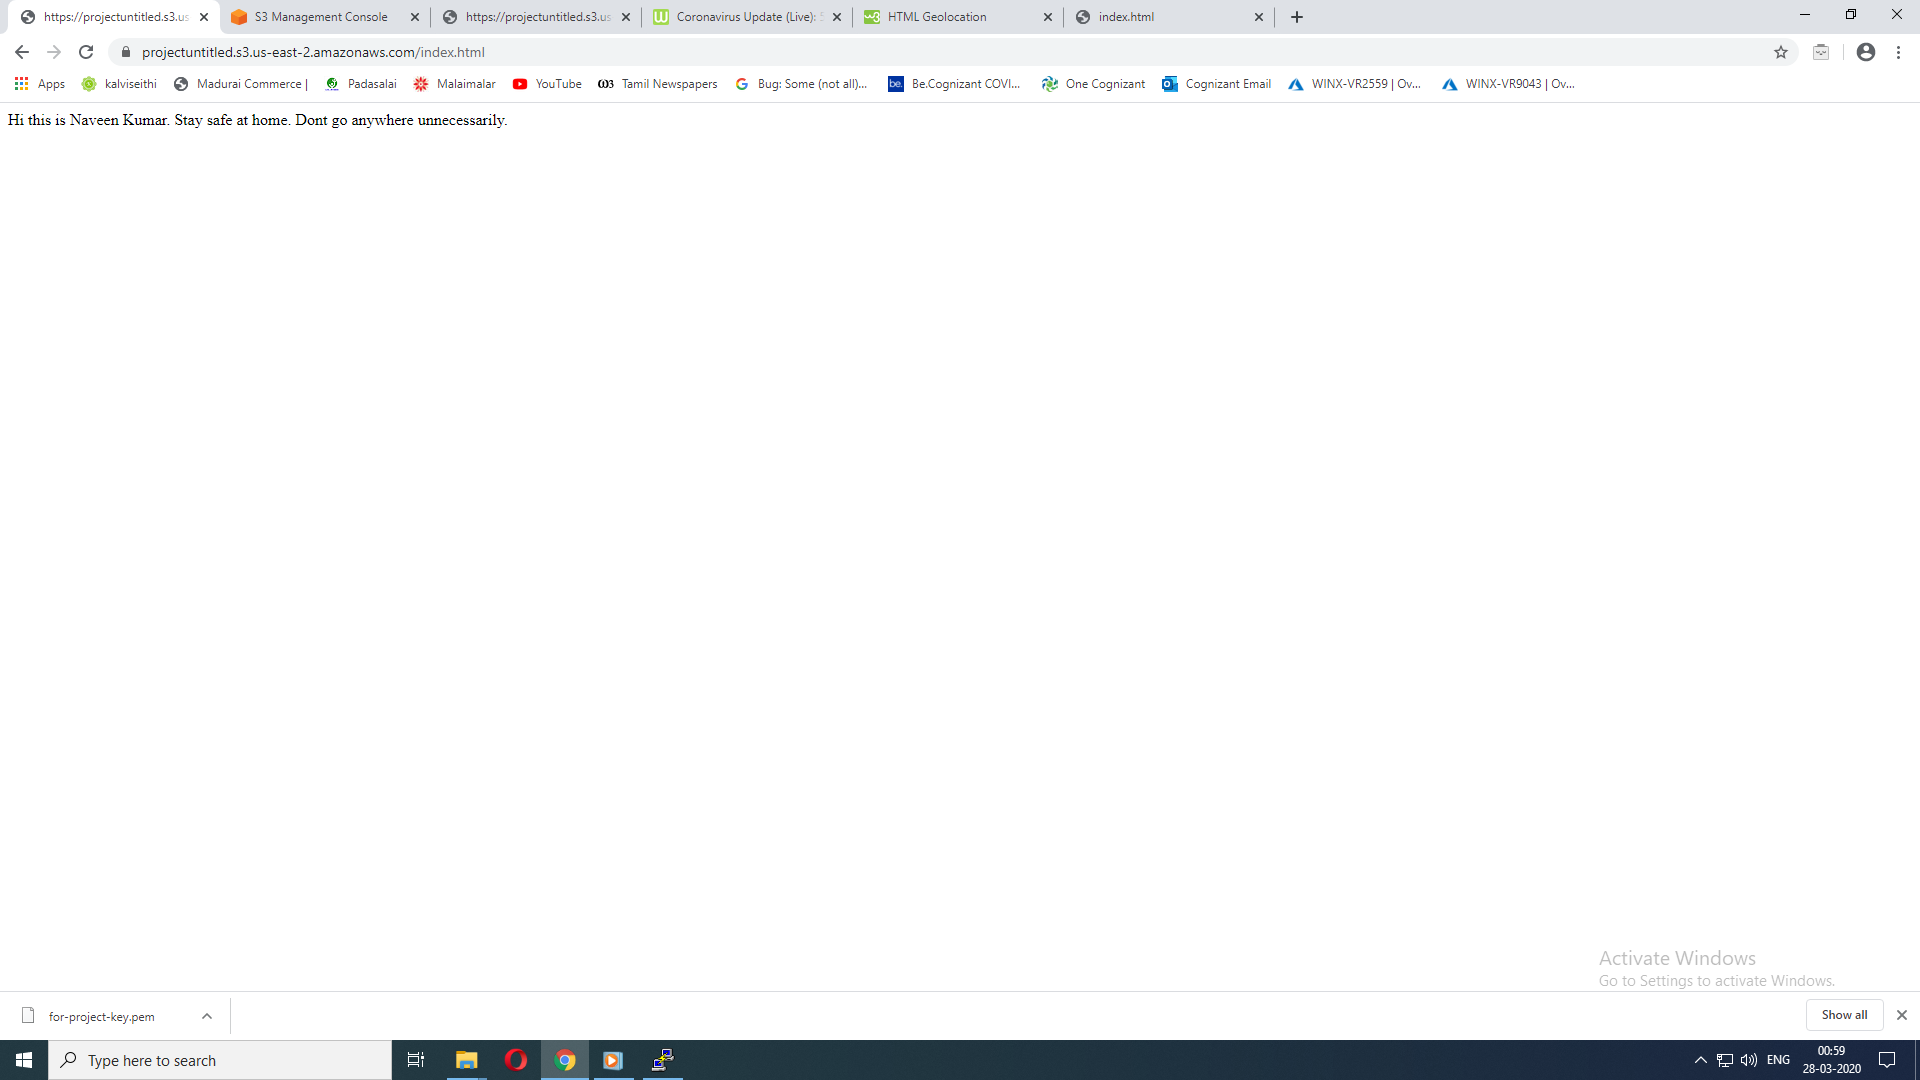 https://projectuntitled.s3.us
S3 Management Console
https://projectuntitled.s3.us
Coronavirus Update (Live):
HTML Geolocation
index.html
projectuntitled.s3.us-east-2.amazonaws.com/index.html
Apps
kalviseithi
Madurai Commerce |
Padasalai
Malaimalar
YouTube
Tamil Newspapers
Bug: Some (not all)...
be.
Be.Cognizant COVI...
One Cognizant
Cognizant Email
WINX-VR2559 | Ov...
WINX-VR9043 | Ov...
Hi this is Naveen Kumar. Stay safe at home. Dont go anywhere unnecessarily.
Activate Windows
Go to Settings to activate Windows.
for-project-key.pem
Show all
Type here to search
ENG
00:59
28-03-2020